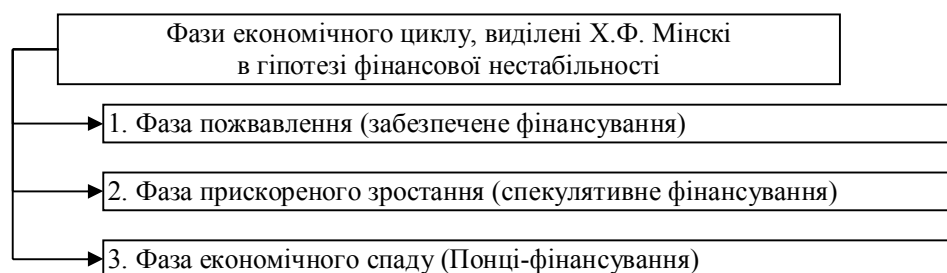 Фази економічного циклу, виділені Х.Ф. Мінскі
в гіпотезі фінансової нестабільності
1. Фаза пожвавлення (забезпечене фінансування)
2. Фаза прискореного зростання (спекулятивне фінансування)
3. Фаза економічного спаду (Понці-фінансування)